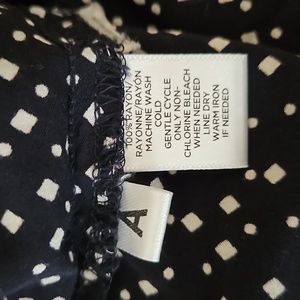 100% RAYON/
RAYONNE/RAYÓN
MACHINE WASH
COLD
GENTLE CYCLE
ONLY NON-
CHLORINE BLEACH
WHEN NEEDED
LINE DRY
WARM IRON
IF NEEDED
A